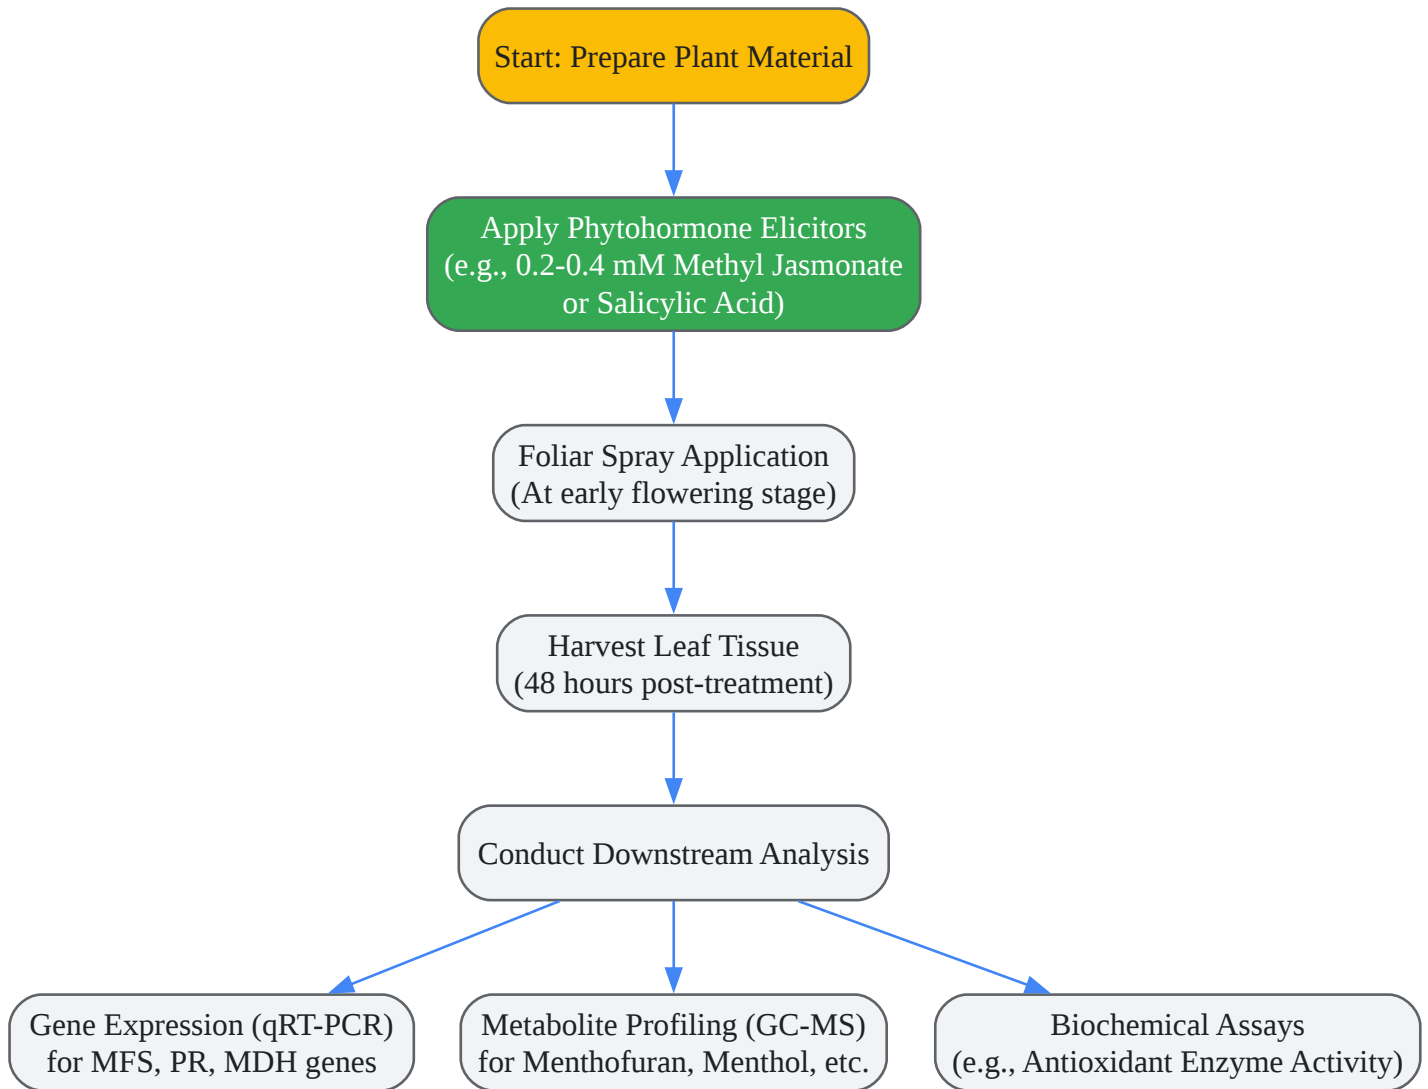 Start: Prepare Plant Material
Apply Phytohormone Elicitors
(e.g., 0.2-0.4 mM Methyl Jasmonate
or Salicylic Acid)
Foliar Spray Application
(At early flowering stage)
Harvest Leaf Tissue
(48 hours post-treatment)
Conduct Downstream Analysis
Gene Expression (qRT-PCR)
for MFS, PR, MDH genes
Metabolite Profiling (GC-MS)
for Menthofuran, Menthol, etc.
Biochemical Assays
(e.g., Antioxidant Enzyme Activity)